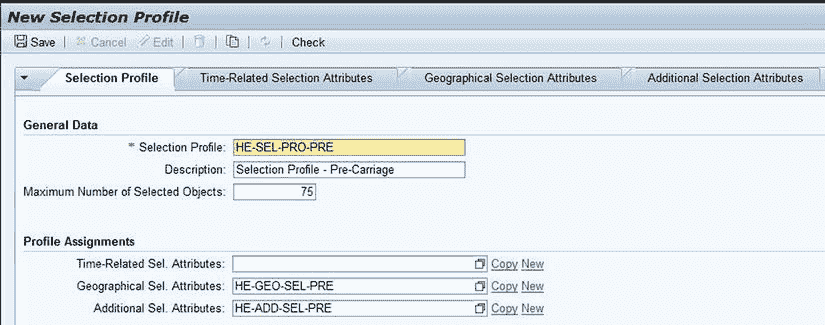 New Selection Profile
Save | Cancel Edit | | | | Check
Selection Profile Time-Related Selection Attributes Geographical Selection Attributes Additional Selection Attributes
General Data
* Selection Profile: HE-SEL-PRO-PRE
Description: Selection Profile - Pre-Carriage
Maximum Number of Selected Objects: 75
Profile Assignments
Time-Related Sel. Attributes: Copy New
Geographical Sel. Attributes: HE-GEO-SEL-PRE Copy New
Additional Sel. Attributes: HE-ADD-SEL-PRE Copy New